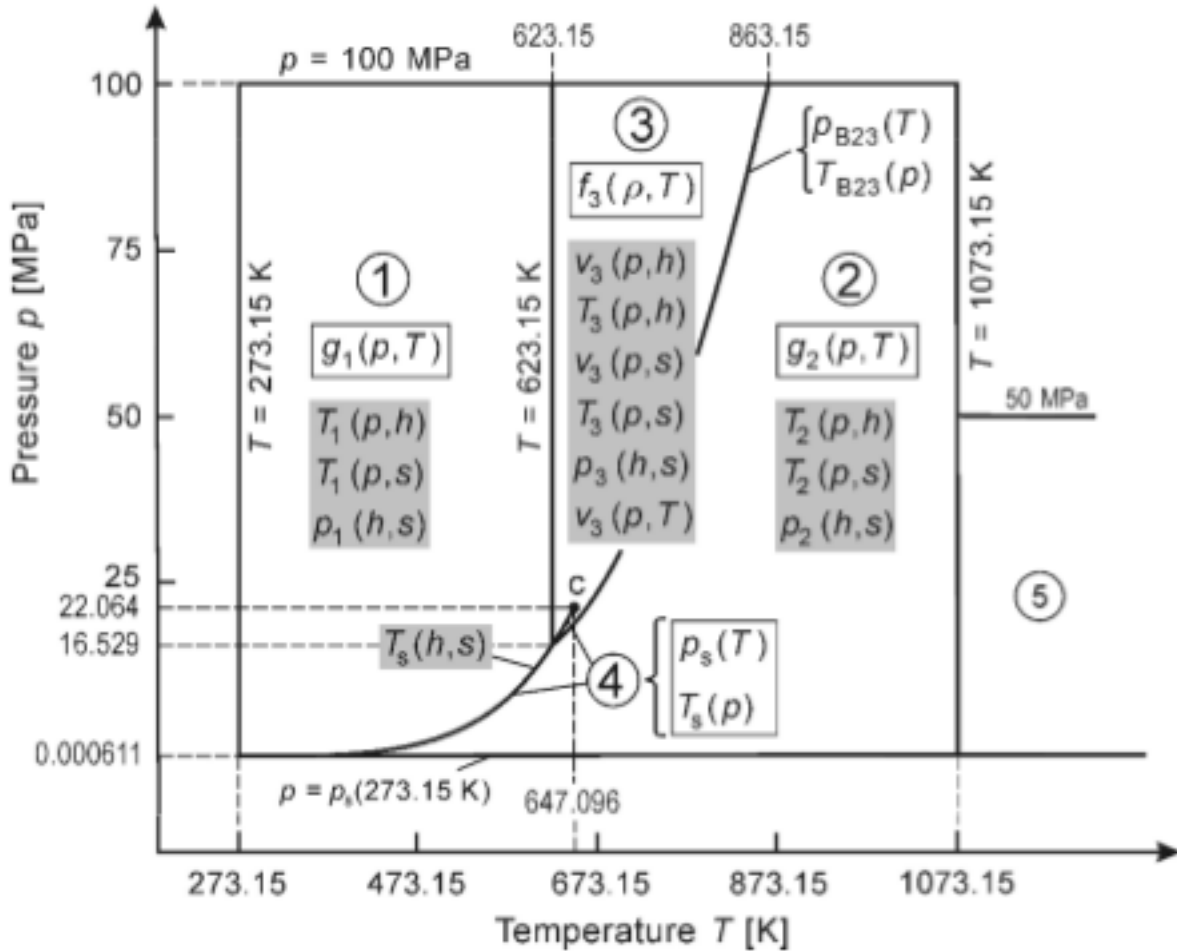 623.15
863.15
p = 100 MPa
100
75
50
25
22.064
16.529
0.000611
Pressure p [MPa]
T = 273.15 K
1
g₁(p,T)
T₁(p,h)
T₁(p,s)
p₁(h,s)
T = 623.15 K
3
f₃(ρ,T)
v₃(p,h)
T₃(p,h)
v₃(p,s)
T₃(p,s)
p₃(h,s)
v₃(p,T)
p_B23(T)
T_B23(p)
2
g₂(p,T)
T₂(p,h)
T₂(p,s)
p₂(h,s)
T = 1073.15 K
50 MPa
5
c
Tₛ(h,s)
4
pₛ(T)
Tₛ(p)
p = pₛ(273.15 K)
647.096
273.15
473.15
673.15
873.15
1073.15
Temperature T [K]